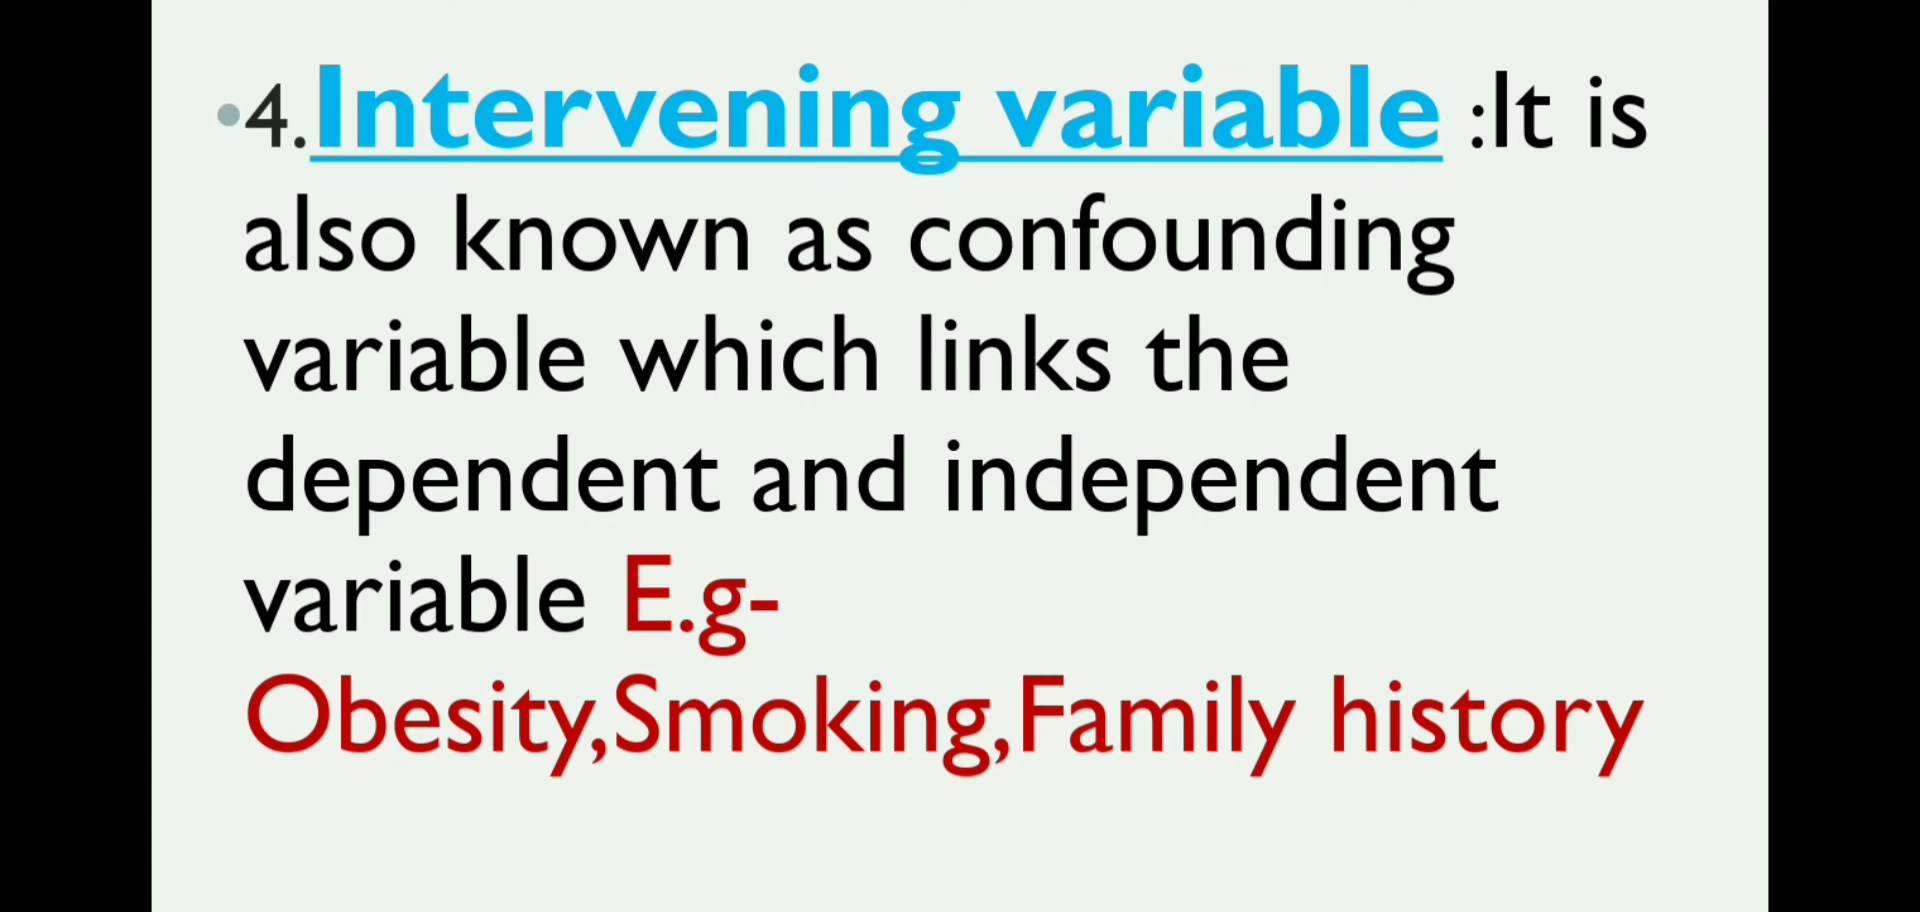 •4.Intervening variable :It is
also known as confounding
variable which links the
dependent and independent
variable E.g-
Obesity,Smoking,Family history